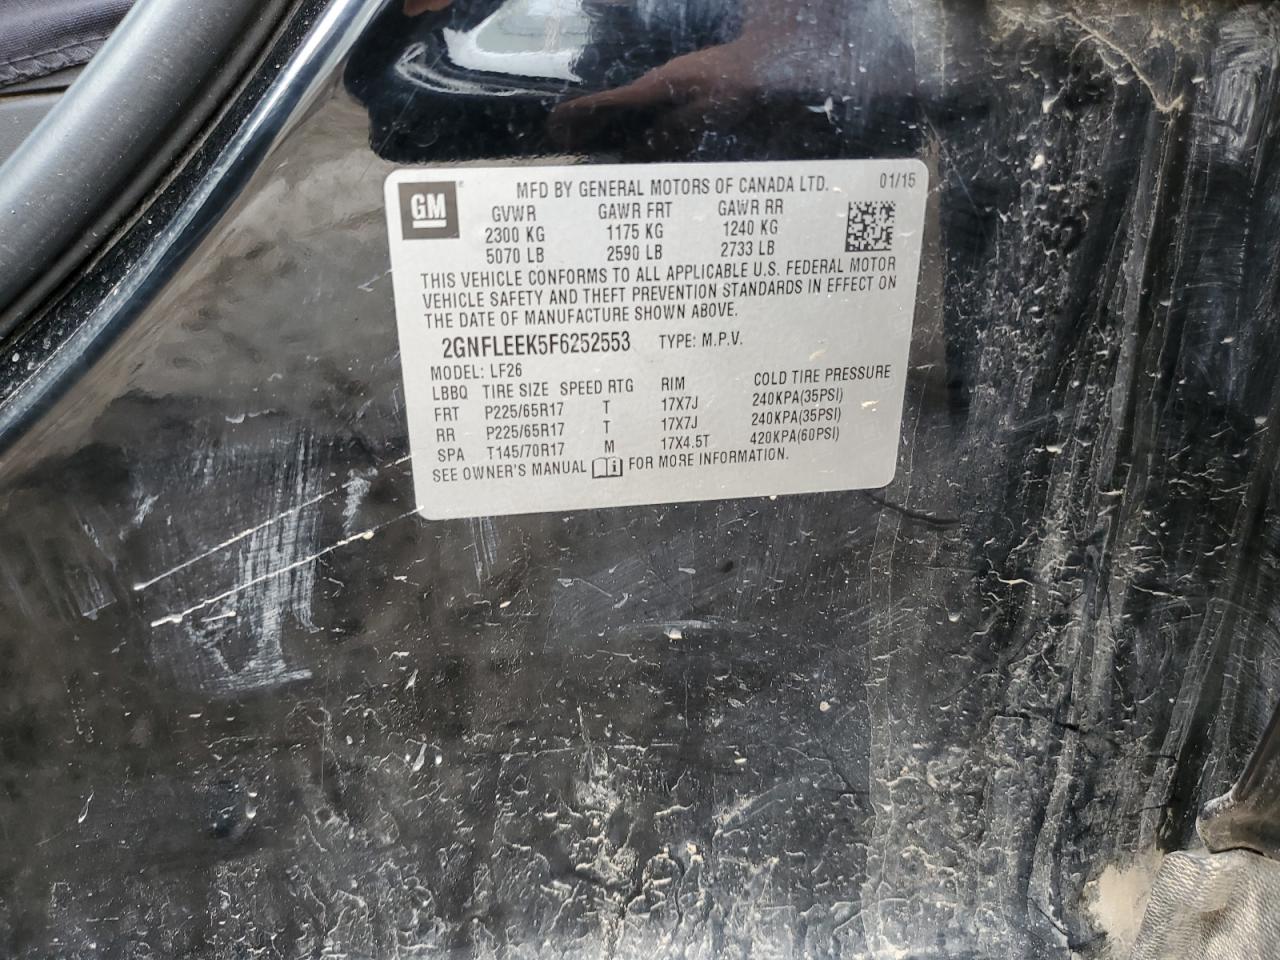 GM
MFD BY GENERAL MOTORS OF CANADA LTD. 01/15
GVWR GAWR FRT GAWR RR
2300 KG 1175 KG 1240 KG
5070 LB 2590 LB 2733 LB
THIS VEHICLE CONFORMS TO ALL APPLICABLE U.S. FEDERAL MOTOR
VEHICLE SAFETY AND THEFT PREVENTION STANDARDS IN EFFECT ON
THE DATE OF MANUFACTURE SHOWN ABOVE.
2GNFLEEK5F6252553 TYPE: M.P.V.
MODEL: LF26
LBBQ TIRE SIZE SPEED RTG RIM COLD TIRE PRESSURE
FRT P225/65R17 T 17X7J 240KPA(35PSI)
RR P225/65R17 T 17X7J 240KPA(35PSI)
SPA T145/70R17 M 17X4.5T 420KPA(60PSI)
SEE OWNER'S MANUAL FOR MORE INFORMATION.